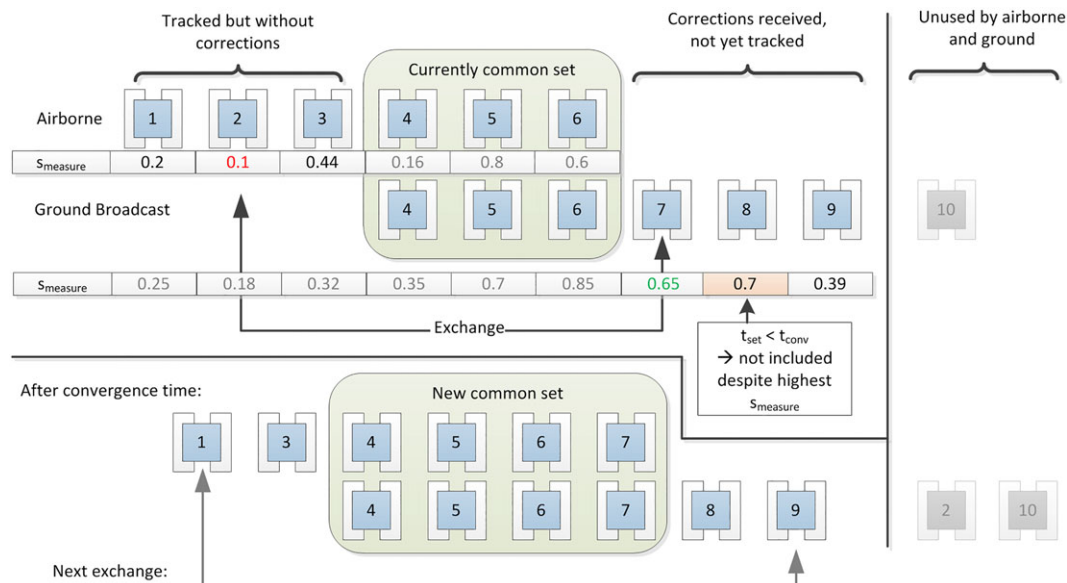 Tracked but without
corrections
Corrections received,
not yet tracked
Unused by airborne
and ground
Currently common set
Airborne
1 2 3 4 5 6
Smeasure 0.2 0.1 0.44 0.16 0.8 0.6
Ground Broadcast
4 5 6 7 8 9 10
Smeasure 0.25 0.18 0.32 0.35 0.7 0.85 0.65 0.7 0.39
Exchange
tset < tconv
→ not included
despite highest
Smeasure
After convergence time:
New common set
1 3 4 5 6 7
4 5 6 7 8 9 2 10
Next exchange: